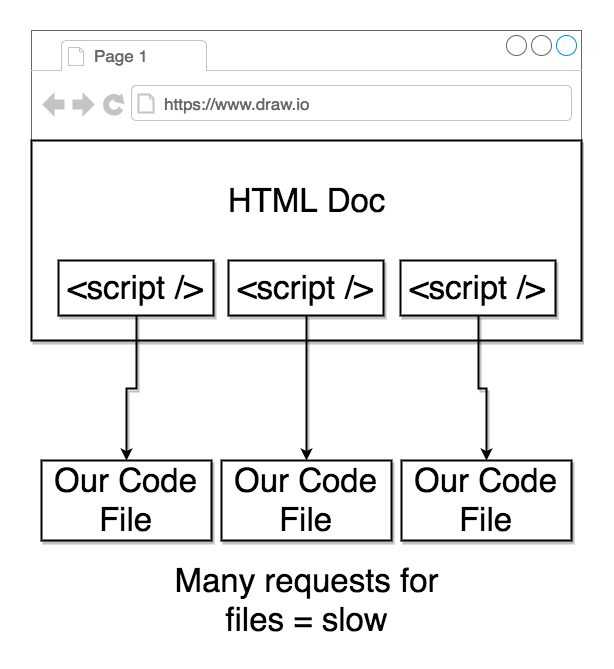 Page 1
https://www.draw.io
HTML Doc
<script /> <script /> <script />
Our Code Our Code Our Code
File File File
Many requests for
files = slow